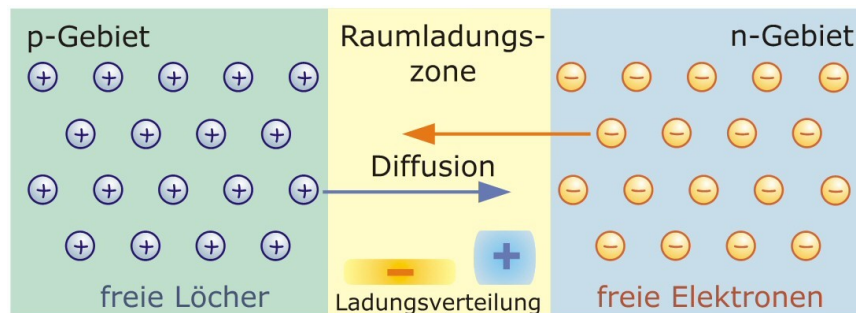 p-Gebiet
Raumladungs-
zone
n-Gebiet
Diffusion
freie Löcher
Ladungsverteilung
freie Elektronen